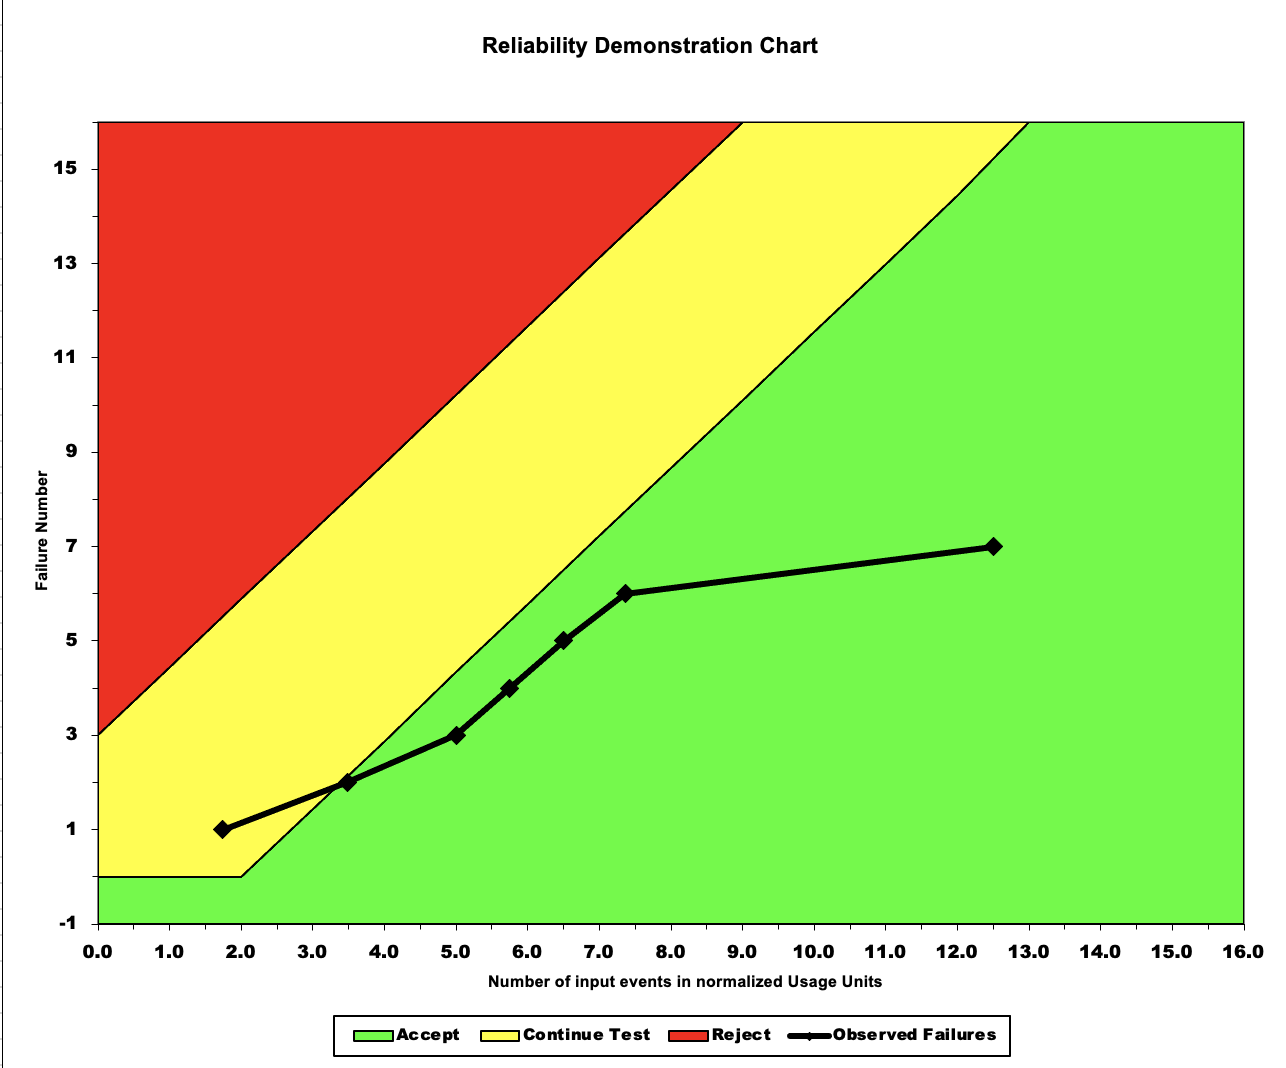 Reliability Demonstration Chart
15
13
11
9
7
5
3
1
-1
Failure Number
0.0 1.0 2.0 3.0 4.0 5.0 6.0 7.0 8.0 9.0 10.0 11.0 12.0 13.0 14.0 15.0 16.0
Number of input events in normalized Usage Units
Accept Continue Test Reject Observed Failures